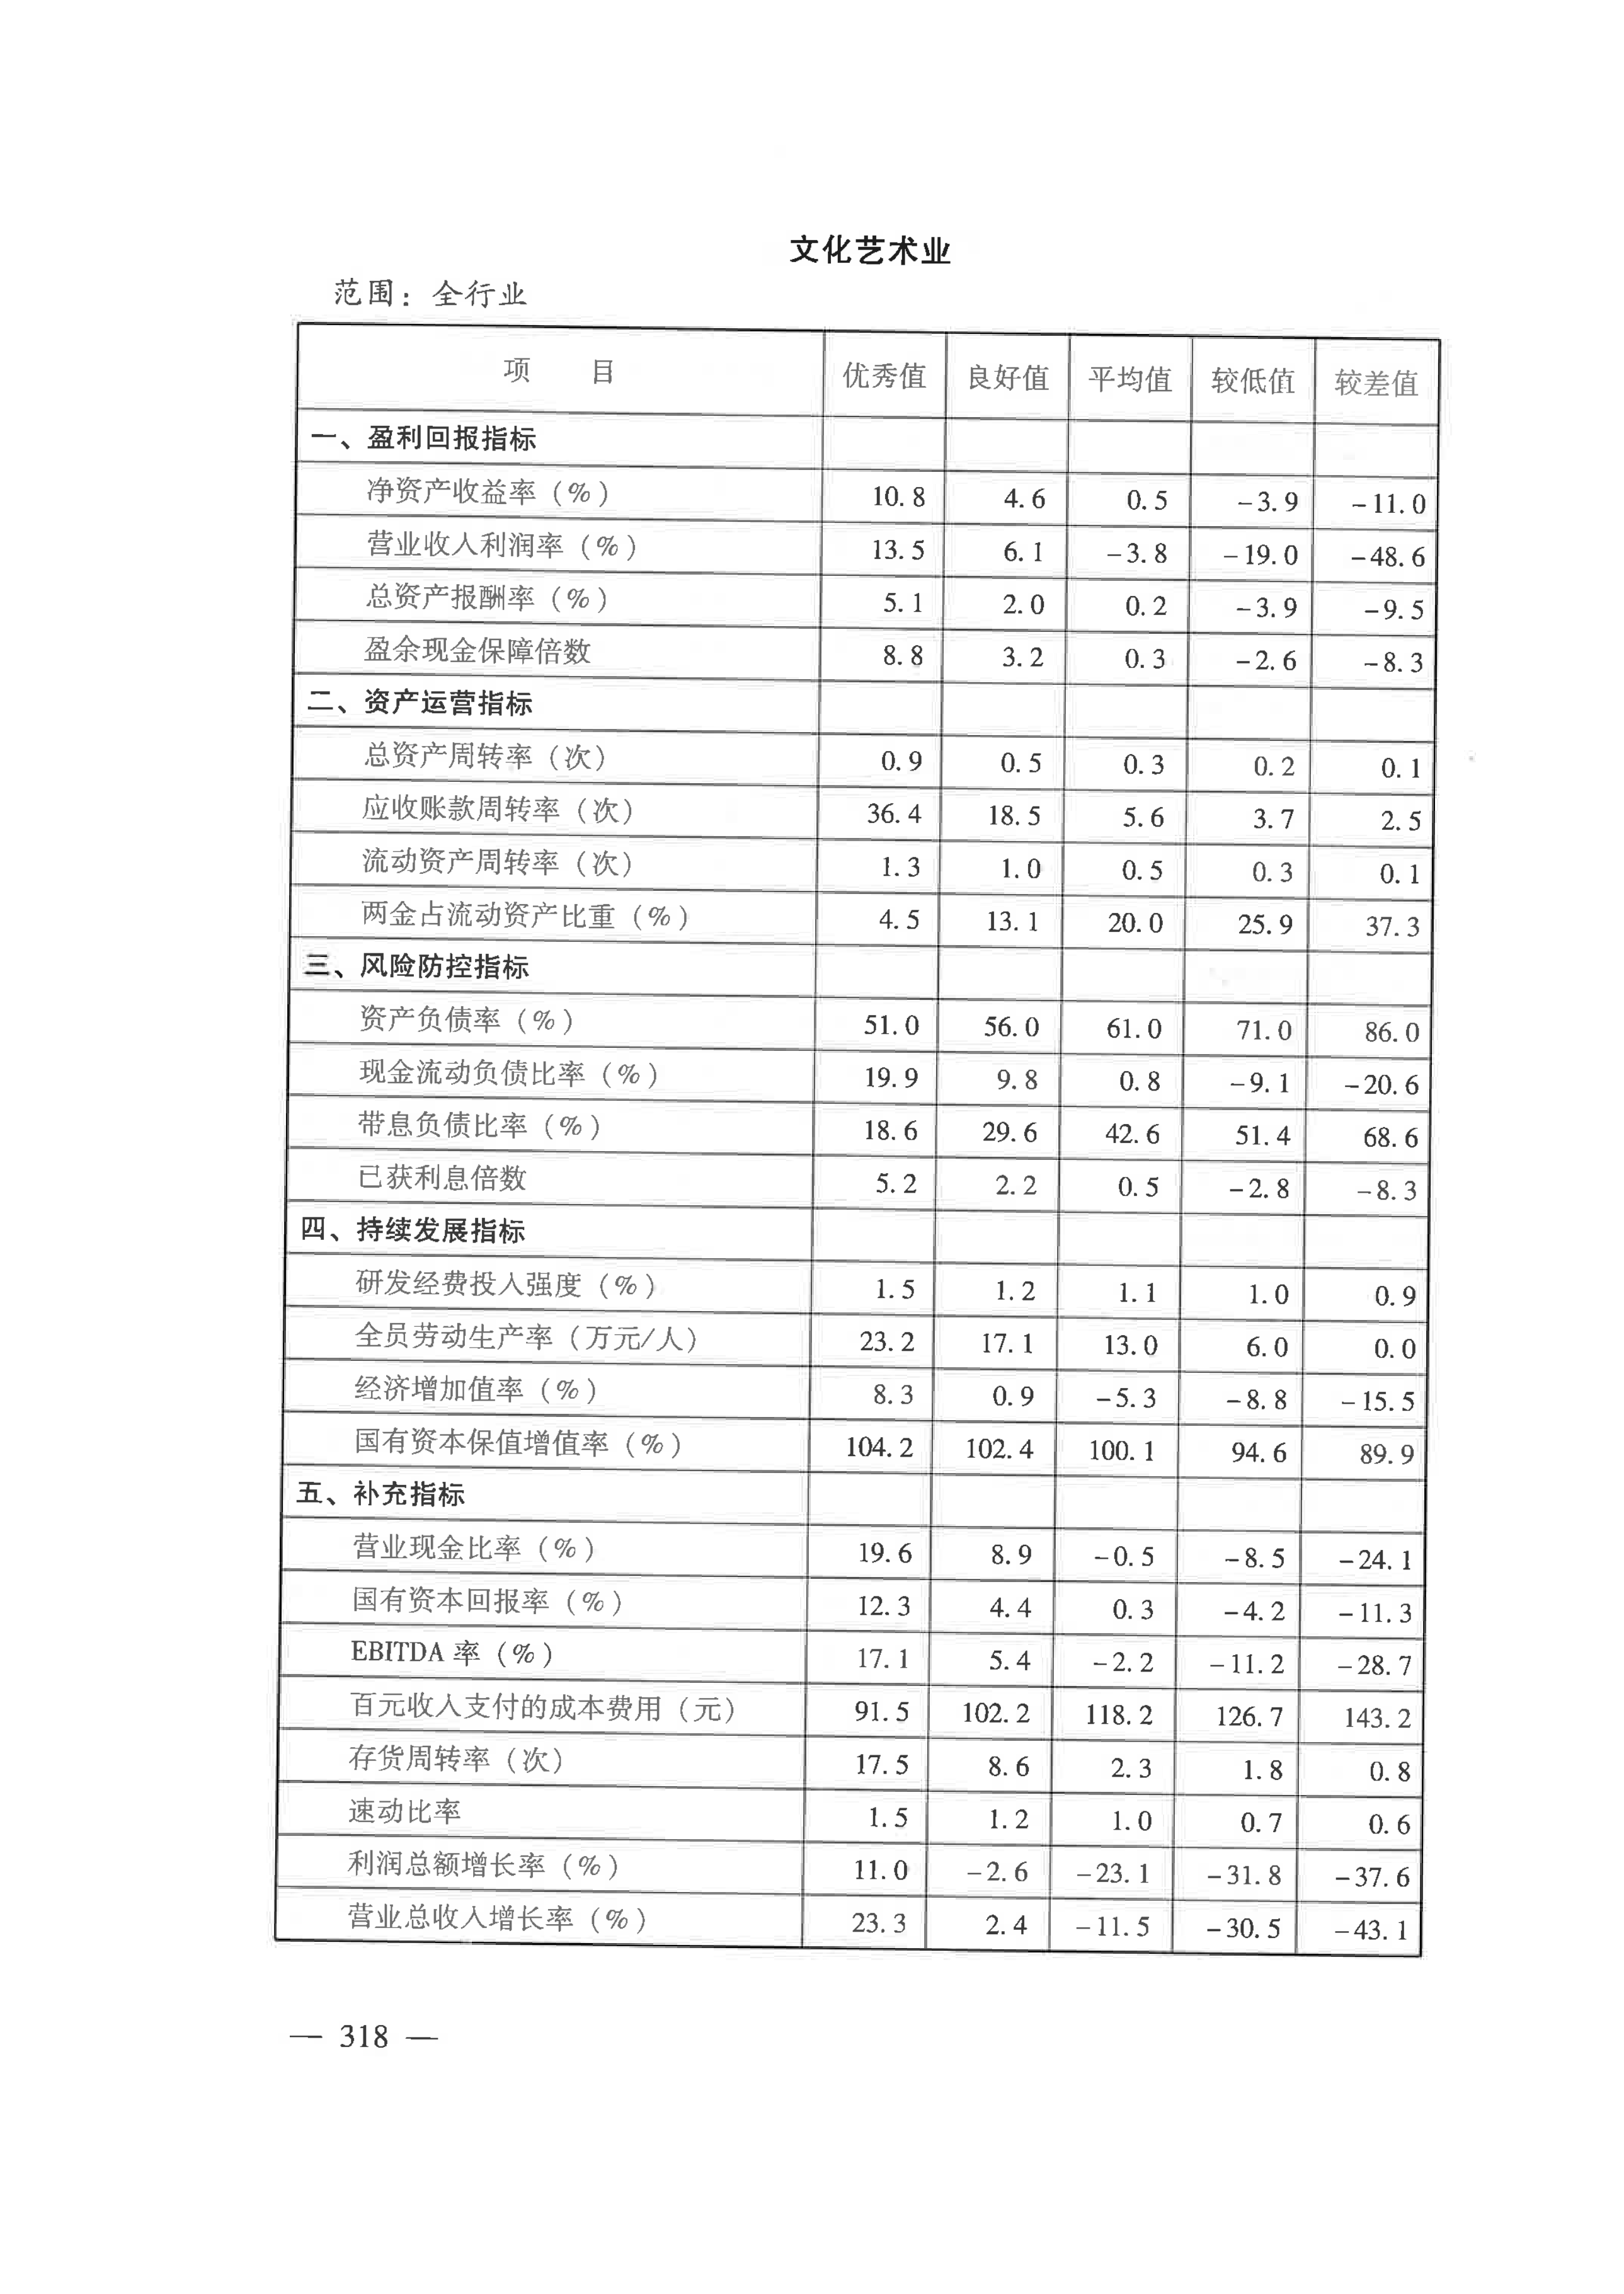 文化艺术业
范围：全行业
项 目 优秀值 良好值 平均值 较低值 较差值
一、盈利回报指标
净资产收益率（%） 10.8 4.6 0.5 -3.9 -11.0
营业收入利润率（%） 13.5 6.1 -3.8 -19.0 -48.6
总资产报酬率（%） 5.1 2.0 0.2 -3.9 -9.5
盈余现金保障倍数 8.8 3.2 0.3 -2.6 -8.3
二、资产运营指标
总资产周转率（次） 0.9 0.5 0.3 0.2 0.1
应收账款周转率（次） 36.4 18.5 5.6 3.7 2.5
流动资产周转率（次） 1.3 1.0 0.5 0.3 0.1
两金占流动资产比重（%） 4.5 13.1 20.0 25.9 37.3
三、风险防控指标
资产负债率（%） 51.0 56.0 61.0 71.0 86.0
现金流动负债比率（%） 19.9 9.8 0.8 -9.1 -20.6
带息负债比率（%） 18.6 29.6 42.6 51.4 68.6
已获利息倍数 5.2 2.2 0.5 -2.8 -8.3
四、持续发展指标
研发经费投入强度（%） 1.5 1.2 1.1 1.0 0.9
全员劳动生产率（万元/人） 23.2 17.1 13.0 6.0 0.0
经济增加值率（%） 8.3 0.9 -5.3 -8.8 -15.5
国有资本保值增值率（%） 104.2 102.4 100.1 94.6 89.9
五、补充指标
营业现金比率（%） 19.6 8.9 -0.5 -8.5 -24.1
国有资本回报率（%） 12.3 4.4 0.3 -4.2 -11.3
EBITDA 率（%） 17.1 5.4 -2.2 -11.2 -28.7
百元收入支付的成本费用（元） 91.5 102.2 118.2 126.7 143.2
存货周转率（次） 17.5 8.6 2.3 1.8 0.8
速动比率 1.5 1.2 1.0 0.7 0.6
利润总额增长率（%） 11.0 -2.6 -23.1 -31.8 -37.6
营业总收入增长率（%） 23.3 2.4 -11.5 -30.5 -43.1
— 318 —